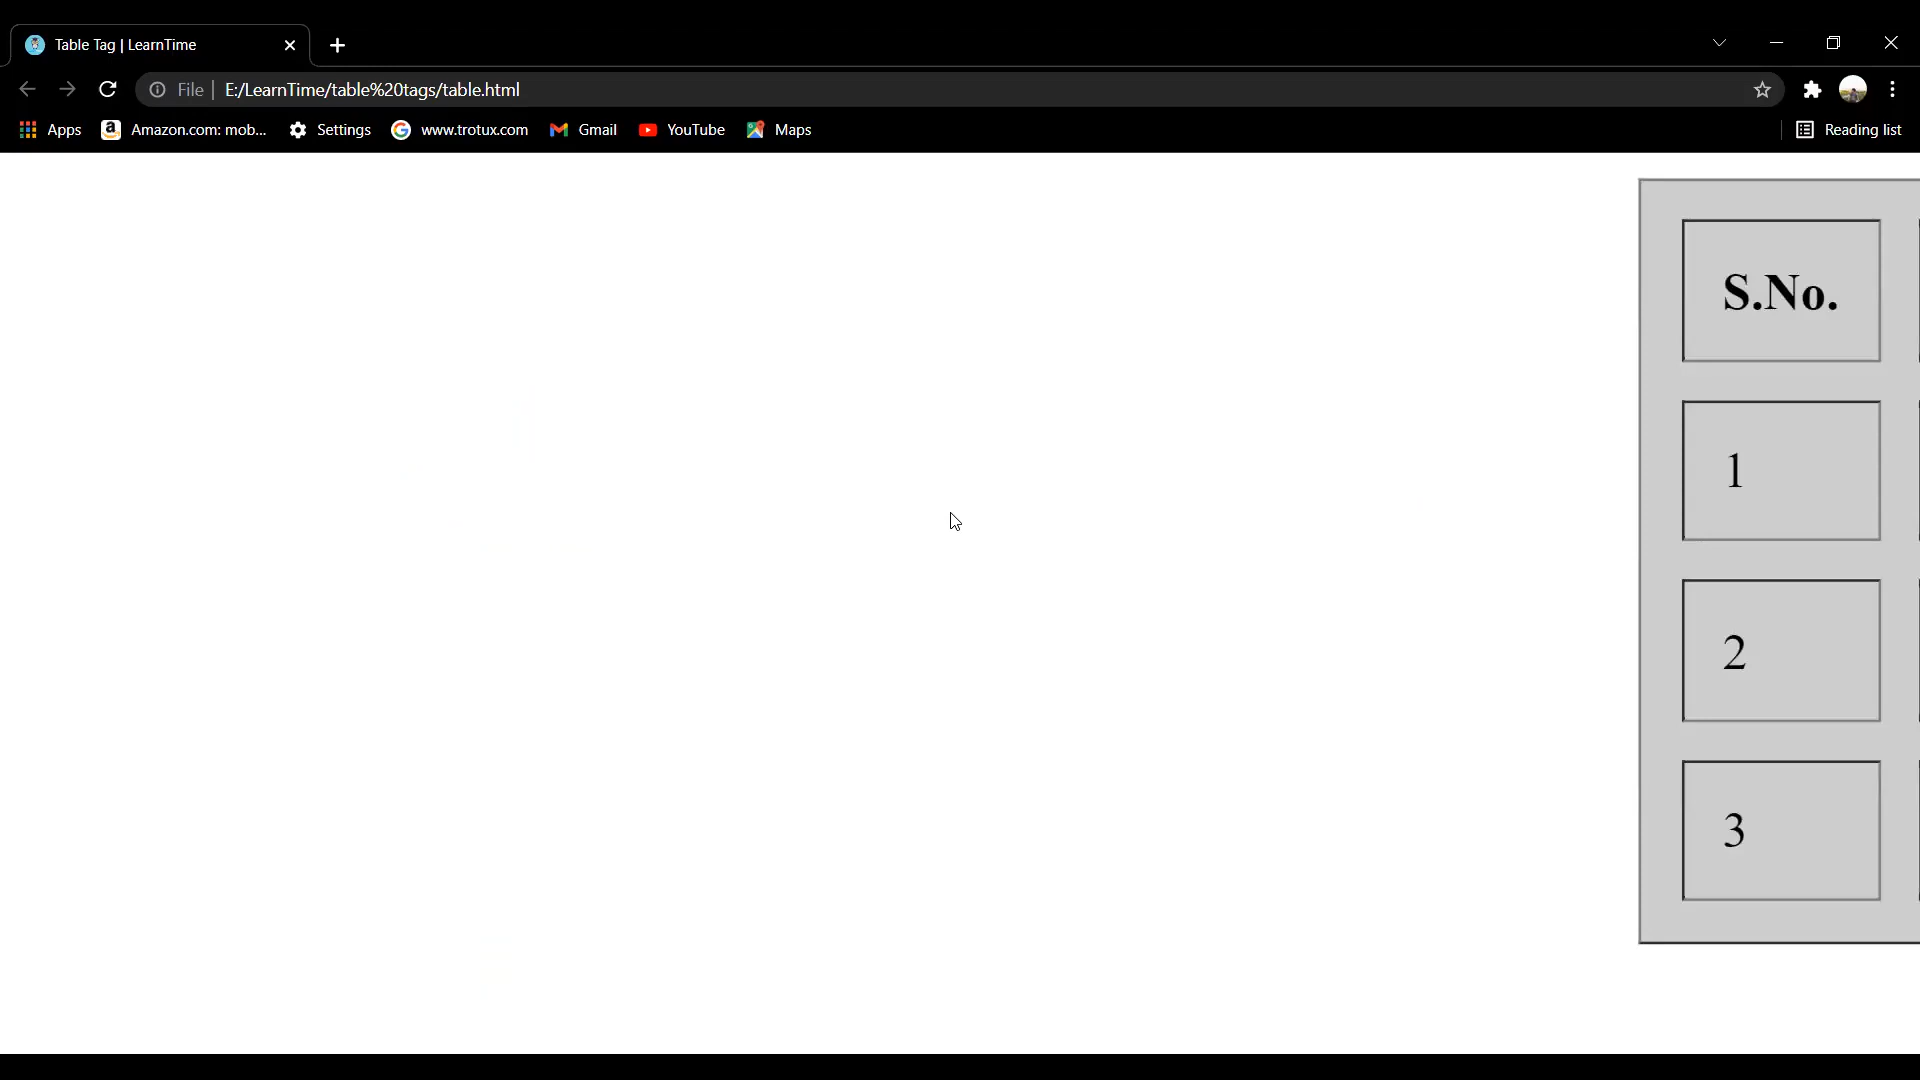 Table Tag | LearnTime
File | E:/LearnTime/table%20tags/table.html
Apps Amazon.com: mob... Settings www.trotux.com Gmail YouTube Maps Reading list
S.No.
1
2
3